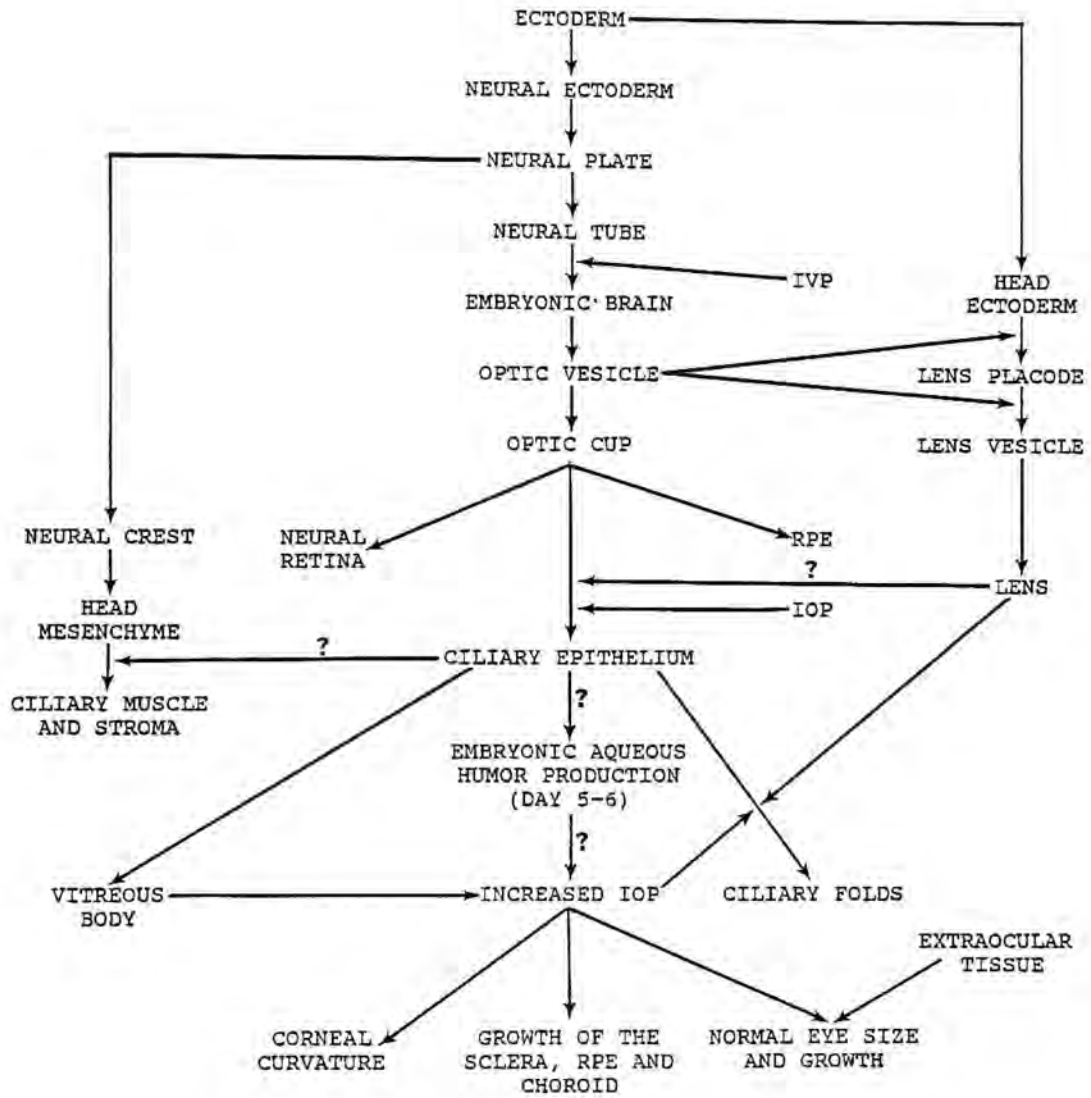 ECTODERM
NEURAL ECTODERM
NEURAL PLATE
NEURAL TUBE
IVP
HEAD
ECTODERM
EMBRYONIC BRAIN
OPTIC VESICLE
LENS PLACODE
OPTIC CUP
LENS VESICLE
NEURAL CREST
NEURAL
RETINA
RPE
?
LENS
HEAD
MESENCHYME
IOP
?
CILIARY EPITHELIUM
CILIARY MUSCLE
AND STROMA
?
EMBRYONIC AQUEOUS
HUMOR PRODUCTION
(DAY 5-6)
?
VITREOUS
BODY
INCREASED IOP
CILIARY FOLDS
EXTRAOCULAR
TISSUE
CORNEAL
CURVATURE
GROWTH OF THE
SCLERA, RPE AND
CHOROID
NORMAL EYE SIZE
AND GROWTH